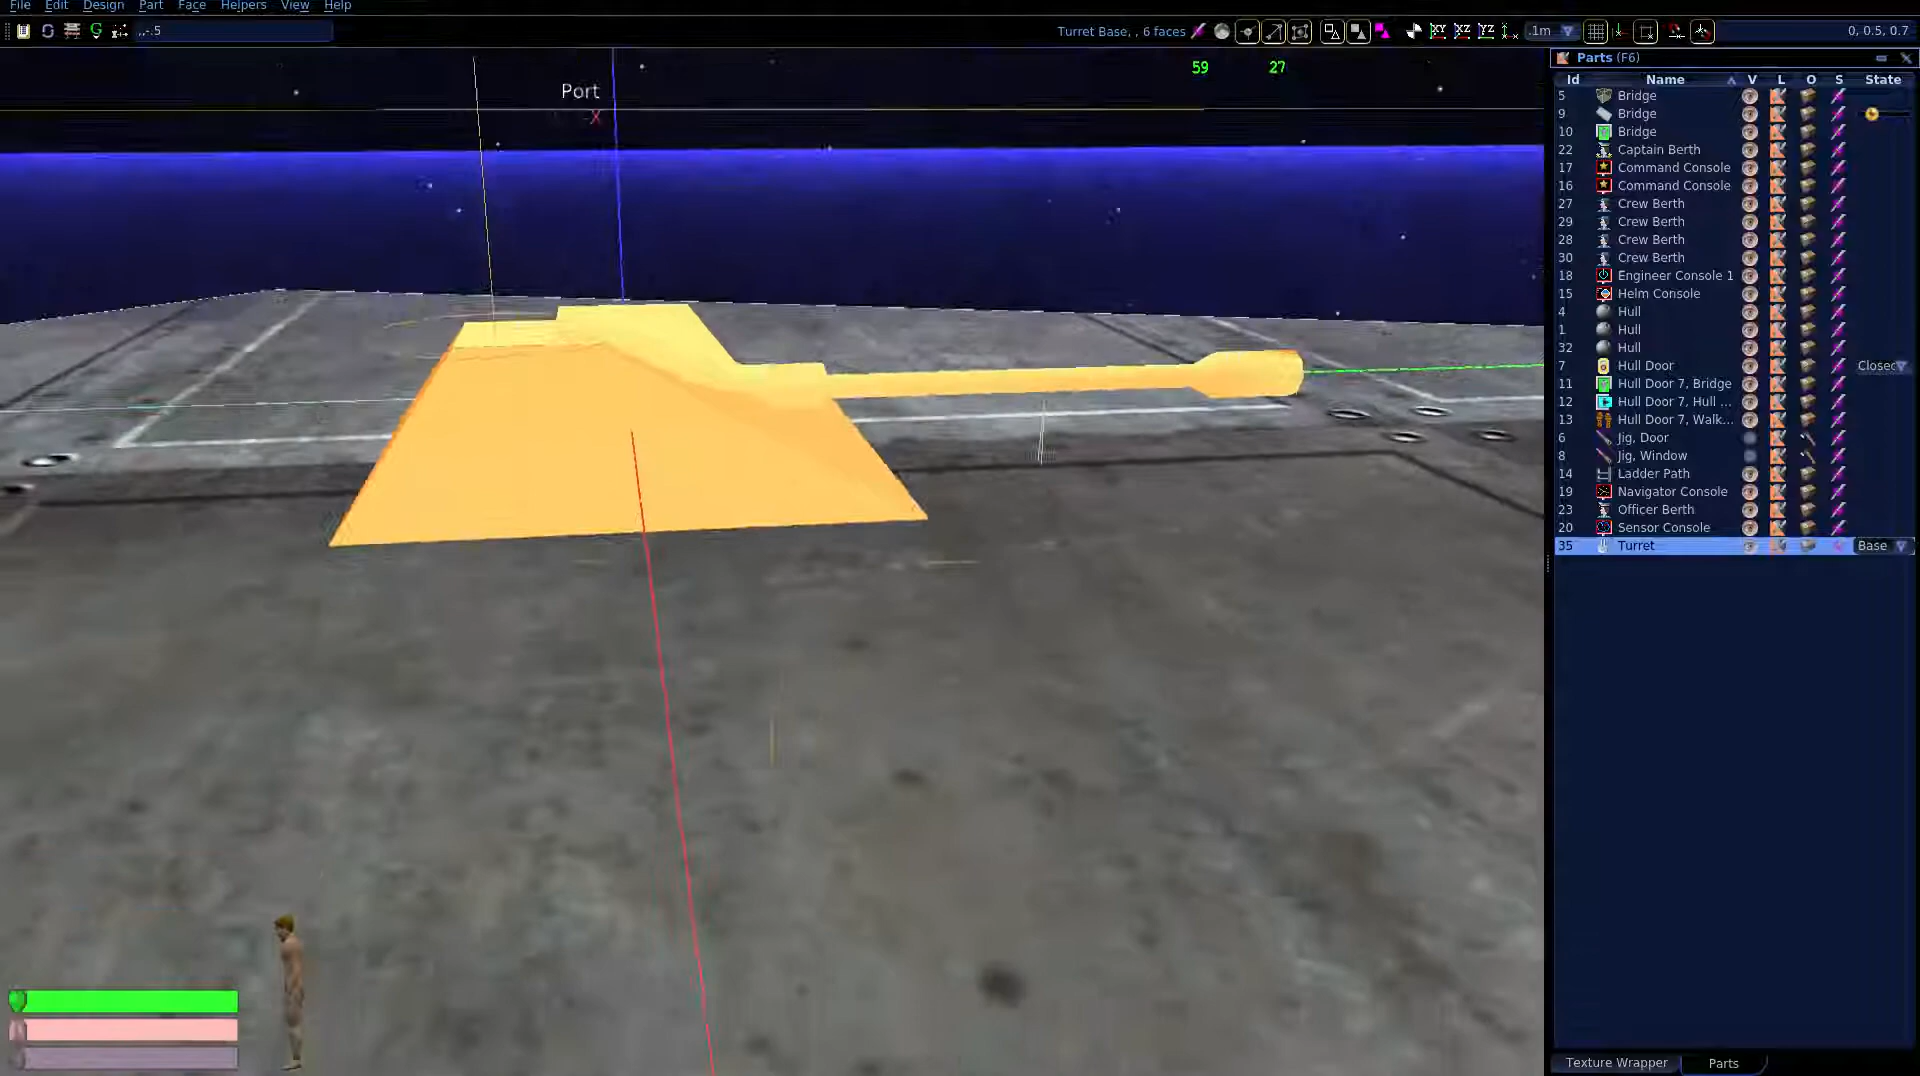 File Edit Design Part Face Helpers View Help
,,-.5
Turret Base, , 6 faces
.1m
0, 0.5, 0.7
59 27
Port
-X
Parts (F6)
Id Name V L O S State
5 Bridge
9 Bridge
10 Bridge
22 Captain Berth
17 Command Console
16 Command Console
27 Crew Berth
29 Crew Berth
28 Crew Berth
30 Crew Berth
18 Engineer Console 1
15 Helm Console
4 Hull
1 Hull
32 Hull
7 Hull Door Closec
11 Hull Door 7, Bridge
12 Hull Door 7, Hull ...
13 Hull Door 7, Walk...
6 Jig, Door
8 Jig, Window
14 Ladder Path
19 Navigator Console
23 Officer Berth
20 Sensor Console
35 Turret Base
Texture Wrapper Parts